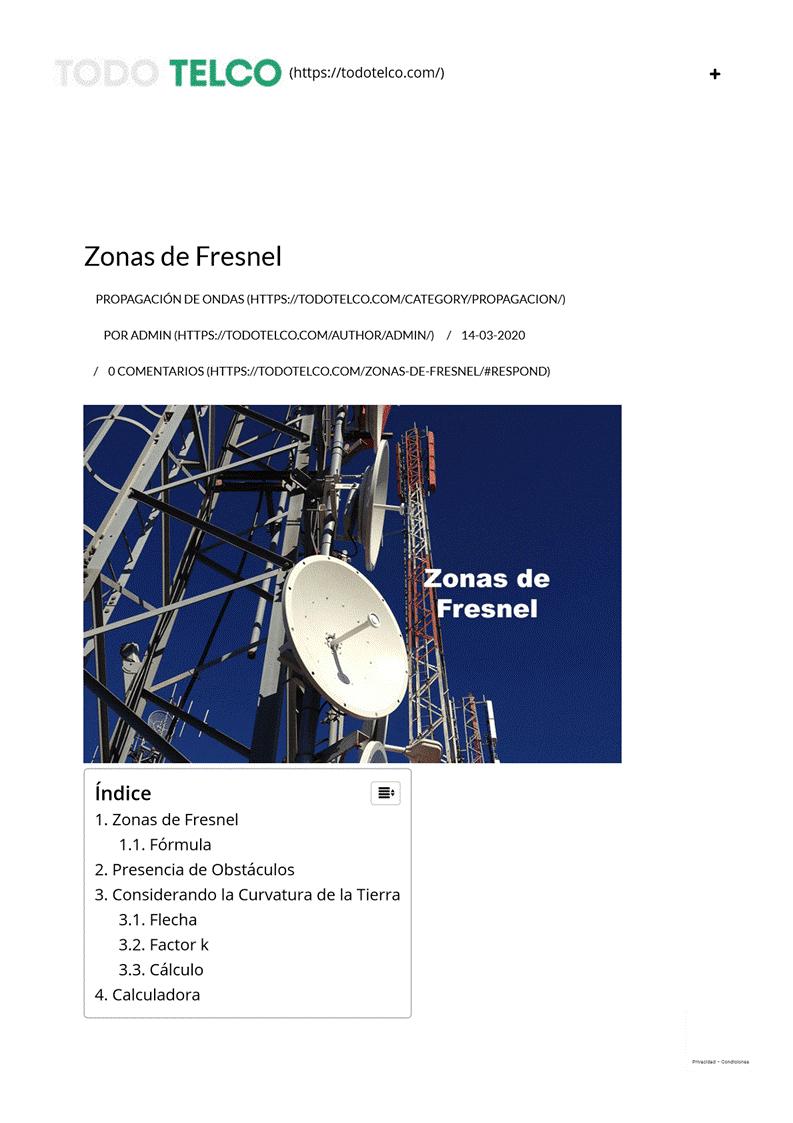 TODO TELCO (https://todotelco.com/)
Zonas de Fresnel
PROPAGACIÓN DE ONDAS (HTTPS://TODOTELCO.COM/CATEGORY/PROPAGACION/)
POR ADMIN (HTTPS://TODOTELCO.COM/AUTHOR/ADMIN/) / 14-03-2020
/ 0 COMENTARIOS (HTTPS://TODOTELCO.COM/ZONAS-DE-FRESNEL/#RESPOND)
Zonas de
Fresnel
Índice
1. Zonas de Fresnel
1.1. Fórmula
2. Presencia de Obstáculos
3. Considerando la Curvatura de la Tierra
3.1. Flecha
3.2. Factor k
3.3. Cálculo
4. Calculadora
Privacidad - Condiciones